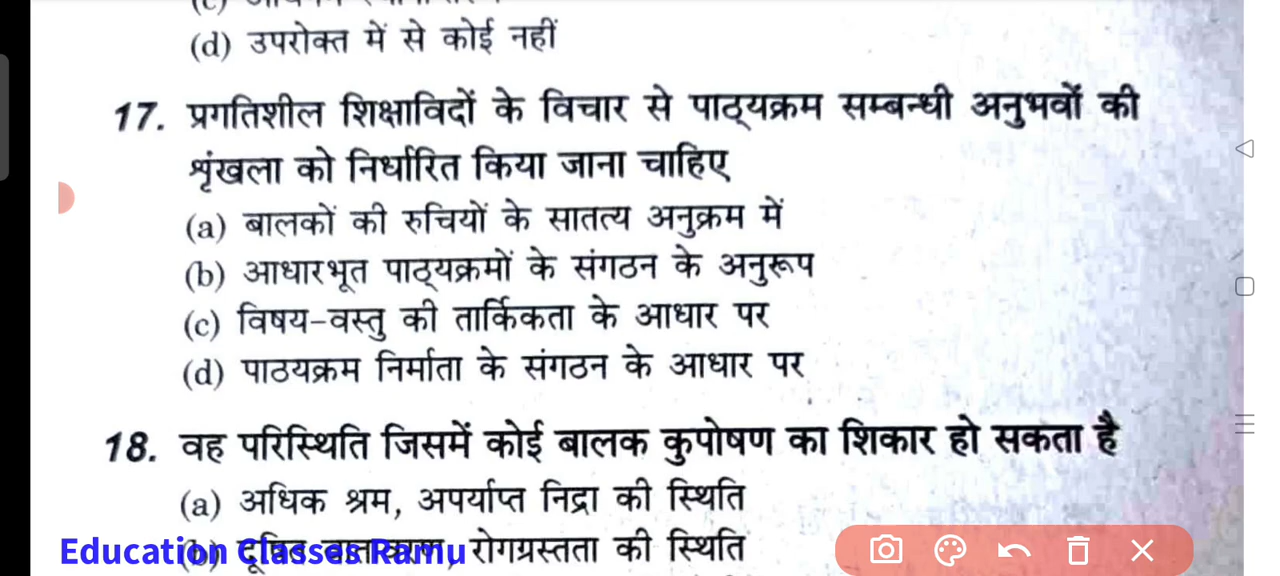 (d) उपरोक्त में से कोई नहीं
17. प्रगतिशील शिक्षाविदों के विचार से पाठ्यक्रम सम्बन्धी अनुभवों की
शृंखला को निर्धारित किया जाना चाहिए
(a) बालकों की रुचियों के सातत्य अनुक्रम में
(b) आधारभूत पाठ्यक्रमों के संगठन के अनुरूप
(c) विषय-वस्तु की तार्किकता के आधार पर
(d) पाठयक्रम निर्माता के संगठन के आधार पर
18. वह परिस्थिति जिसमें कोई बालक कुपोषण का शिकार हो सकता है
(a) अधिक श्रम, अपर्याप्त निद्रा की स्थिति
(b) रोगग्रस्तता की स्थिति
Education Classes Ramu